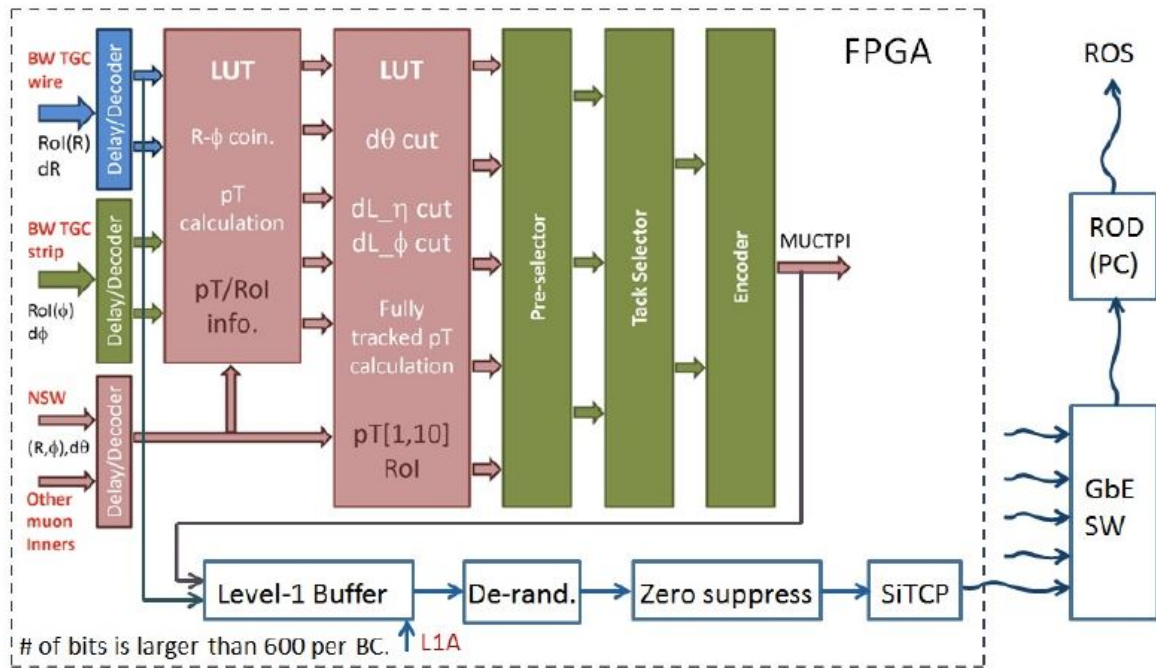 FPGA
BW TGC
wire
RoI(R)
dR
Delay/Decoder
BW TGC
strip
RoI(ϕ)
dϕ
Delay/Decoder
NSW
(R,ϕ),dθ
Other
muon
Inners
Delay/Decoder
LUT
R-ϕ coin.
pT
calculation
pT/RoI
info.
LUT
dθ cut
dL_η cut
dL_ϕ cut
Fully
tracked pT
calculation
pT[1,10]
RoI
Pre-selector
Tack Selector
Encoder
MUCTPI
Level-1 Buffer
De-rand.
Zero suppress
SiTCP
L1A
# of bits is larger than 600 per BC.
ROS
ROD
(PC)
GbE
SW